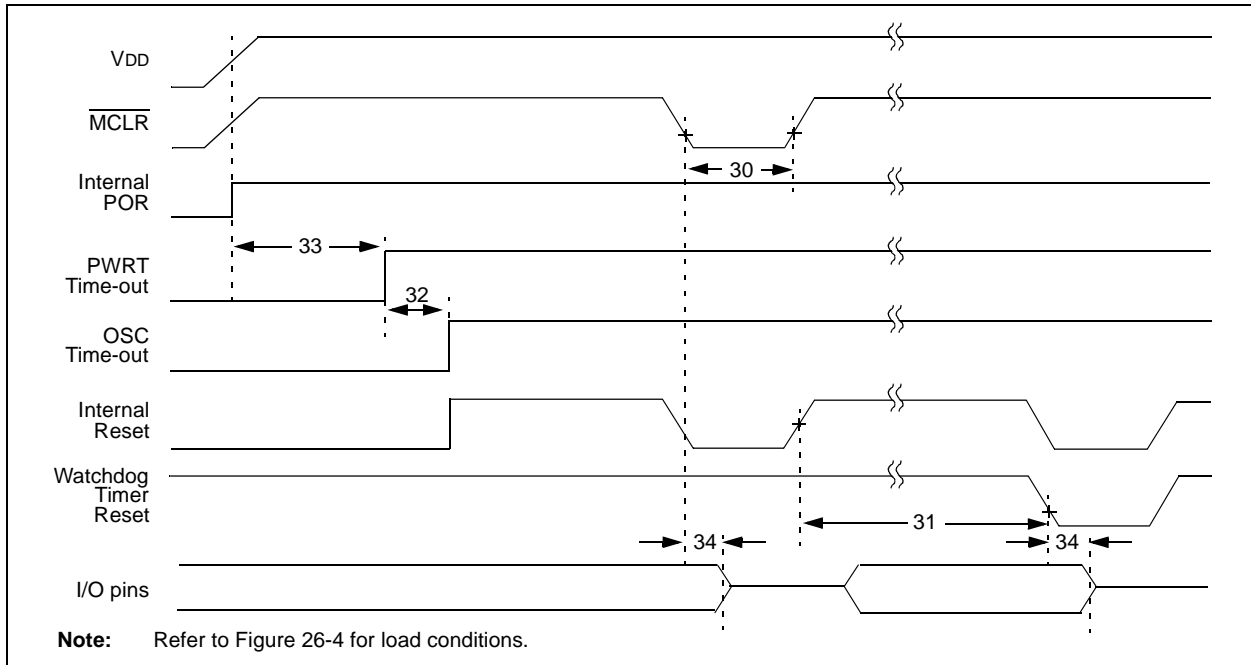 VDD
MCLR
30
Internal
POR
33
PWRT
Time-out
32
OSC
Time-out
Internal
Reset
Watchdog
Timer
Reset
31
34
34
I/O pins
Note: Refer to Figure 26-4 for load conditions.